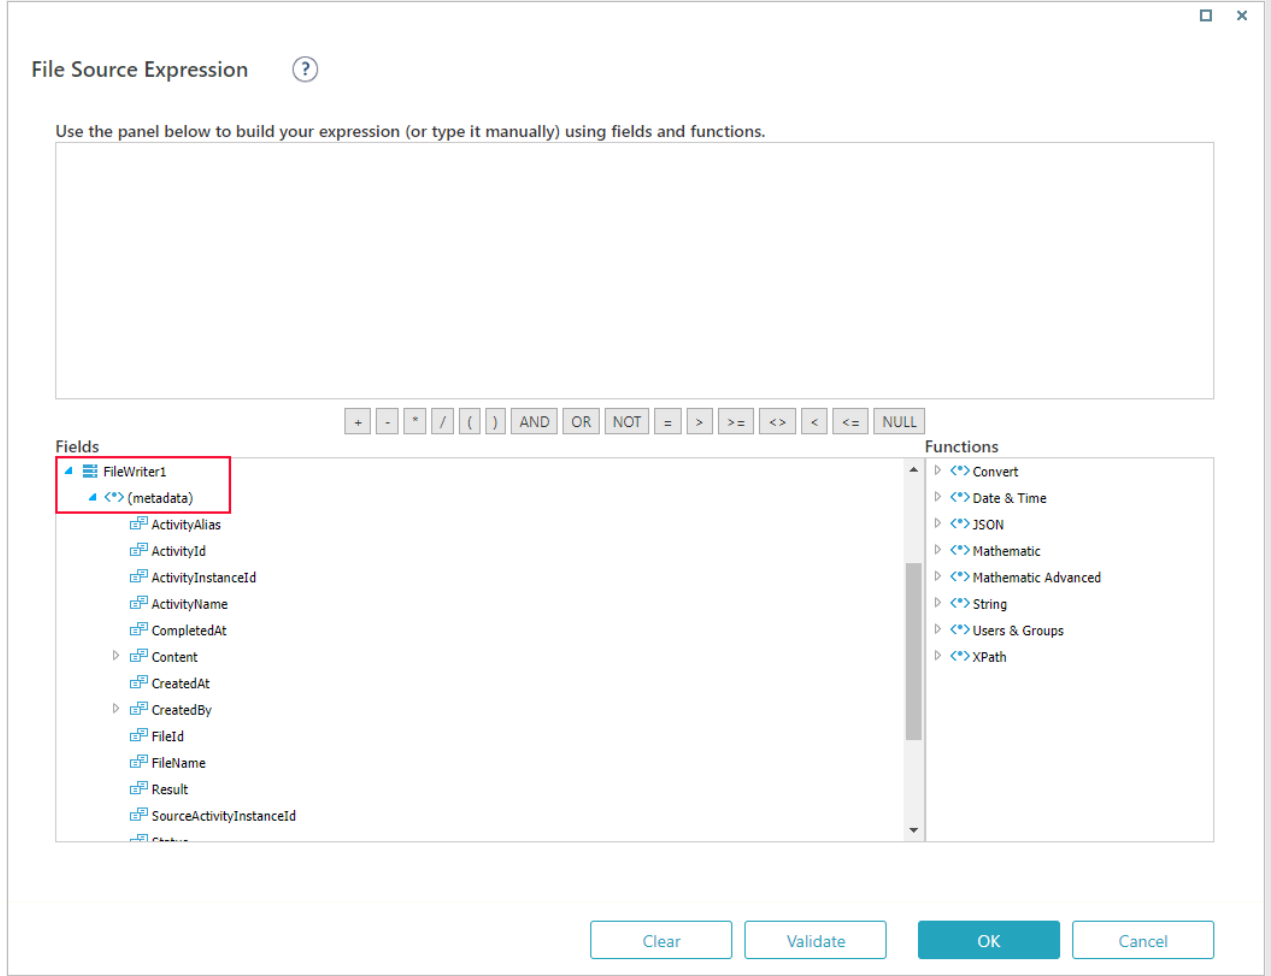 File Source Expression ?
Use the panel below to build your expression (or type it manually) using fields and functions.
+ - * / ( ) AND OR NOT = > >= <> < <= NULL
Fields
FileWriter1
(metadata)
ActivityAlias
ActivityId
ActivityInstanceId
ActivityName
CompletedAt
Content
CreatedAt
CreatedBy
FileId
FileName
Result
SourceActivityInstanceId
Status
Functions
Convert
Date & Time
JSON
Mathematic
Mathematic Advanced
String
Users & Groups
XPath
Clear Validate OK Cancel